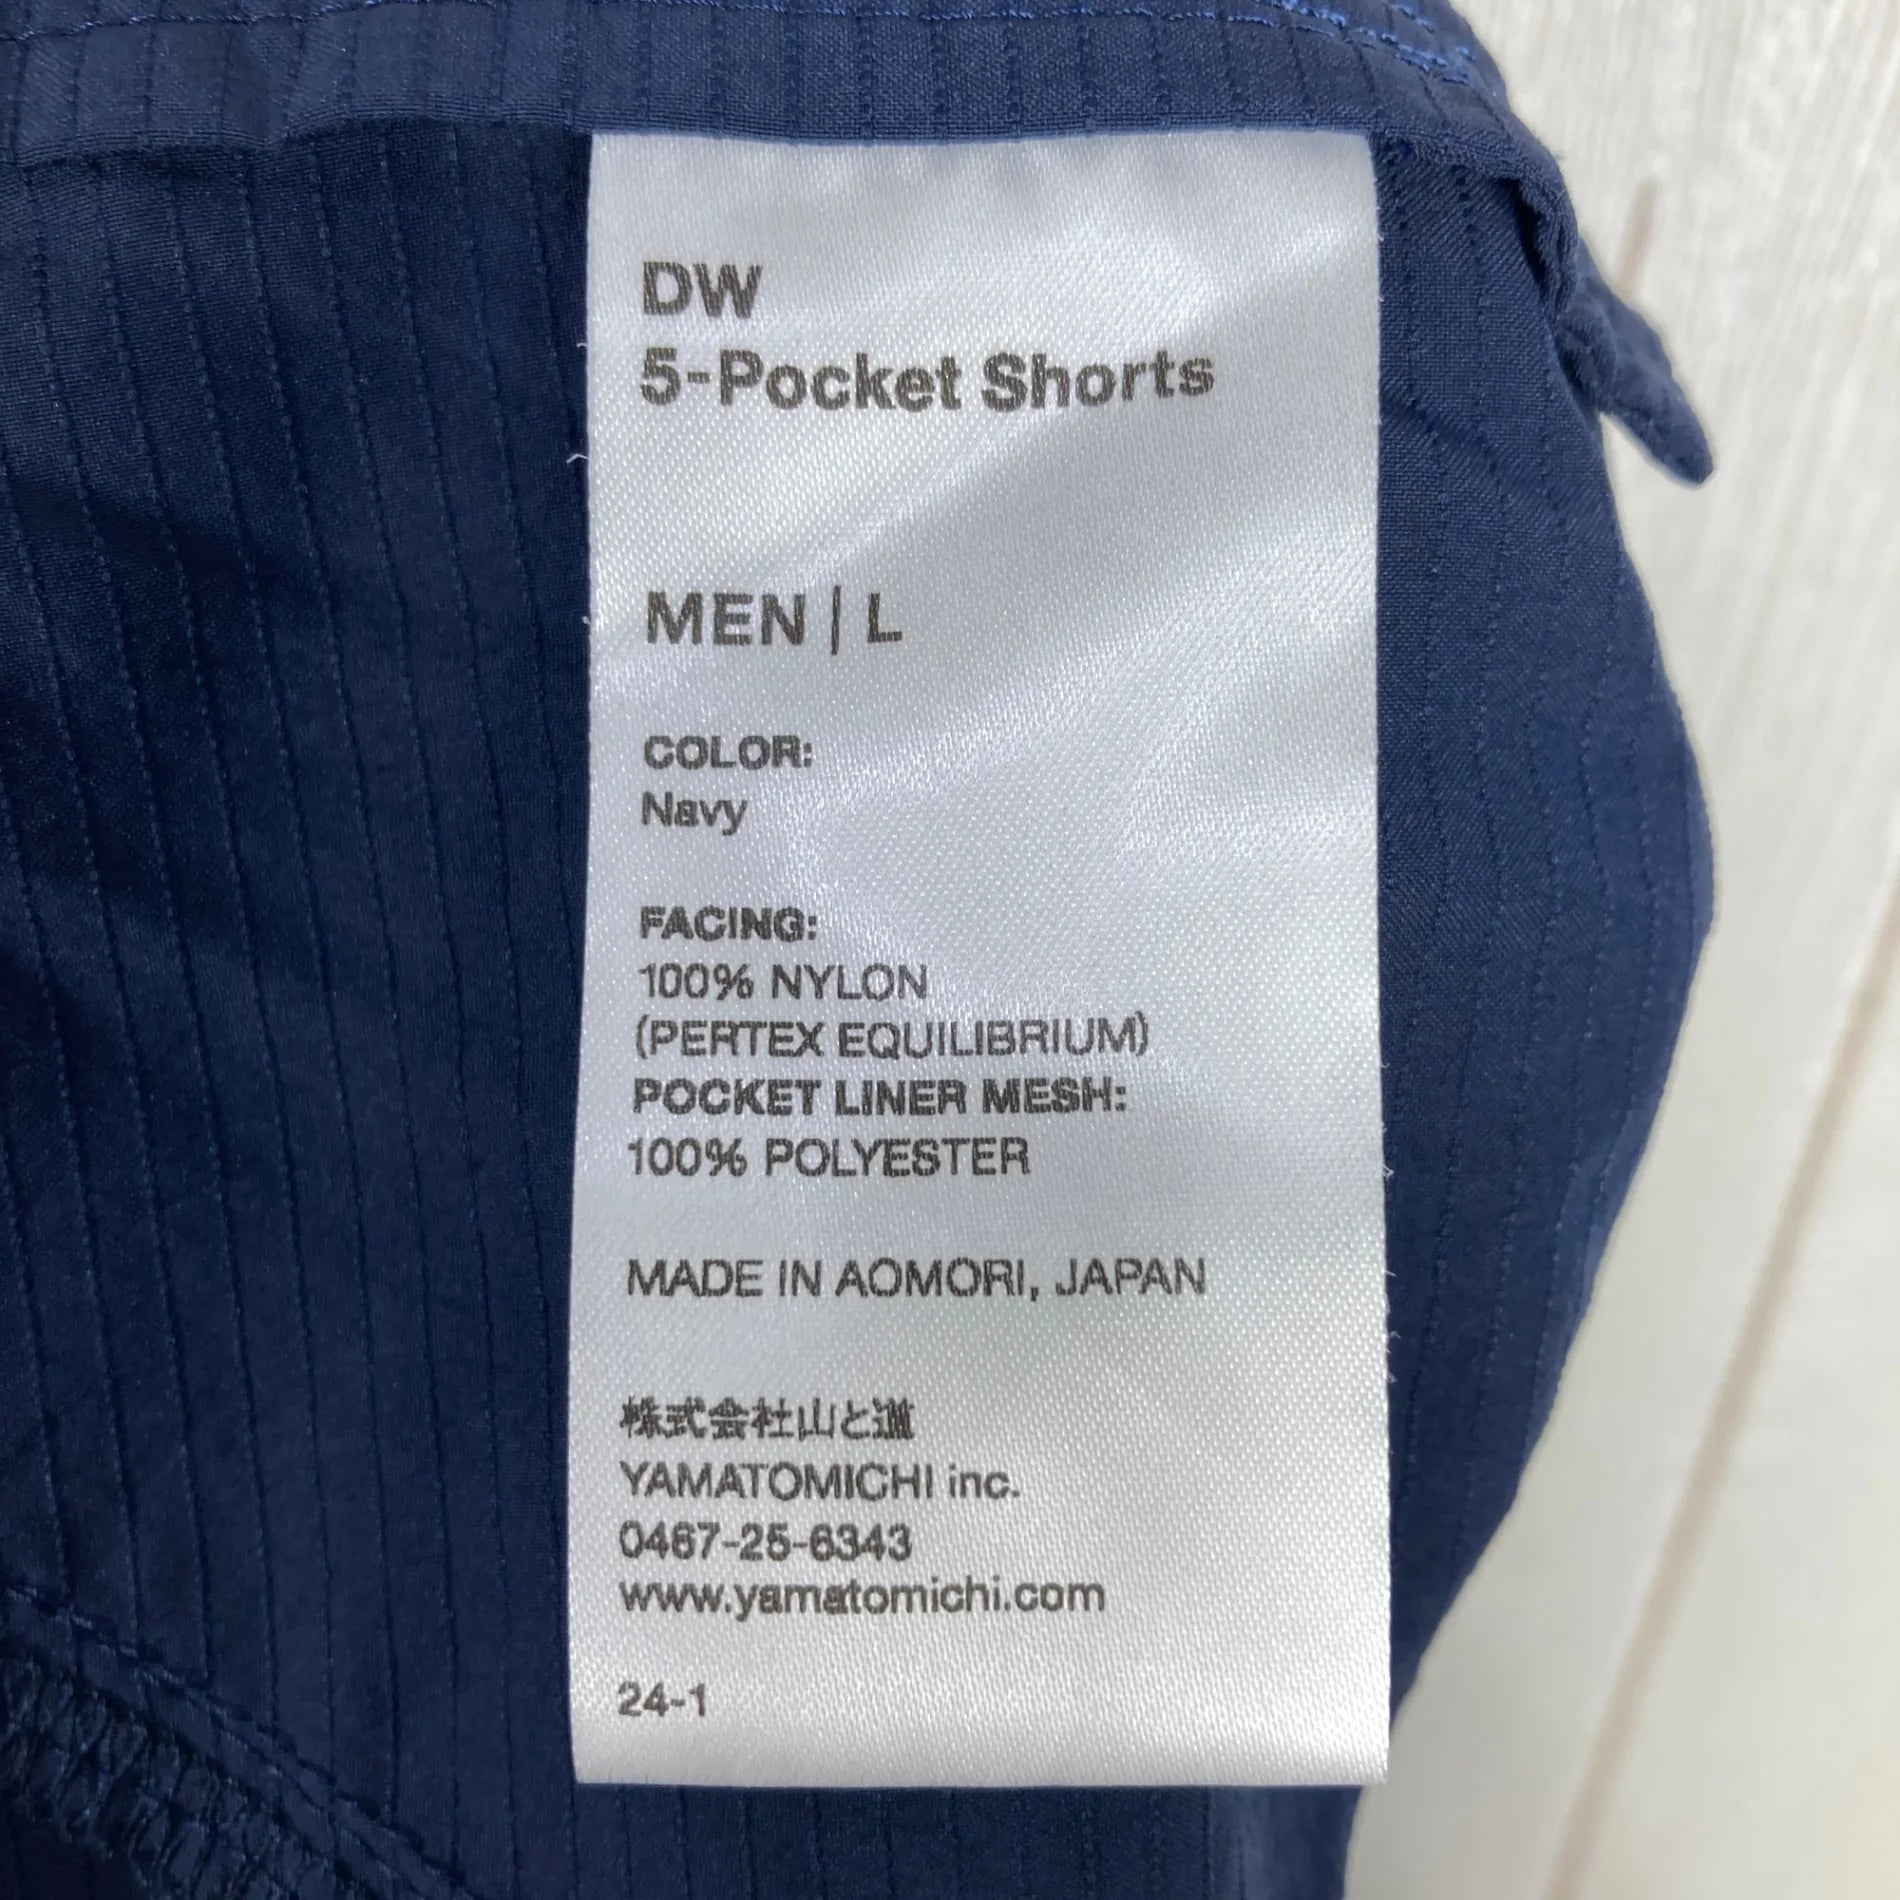 DW
5-Pocket Shorts
MEN | L
COLOR:
Navy
FACING:
100% NYLON
(PERTEX EQUILIBRIUM)
POCKET LINER MESH:
100% POLYESTER
MADE IN AOMORI, JAPAN
株式会社山と道
YAMATOMICHI inc.
0467-25-6343
www.yamatomichi.com
24-1